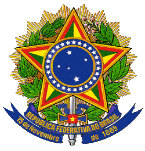 REPÚBLICA FEDERATIVA DO BRASIL
15 de Novembro de 1889